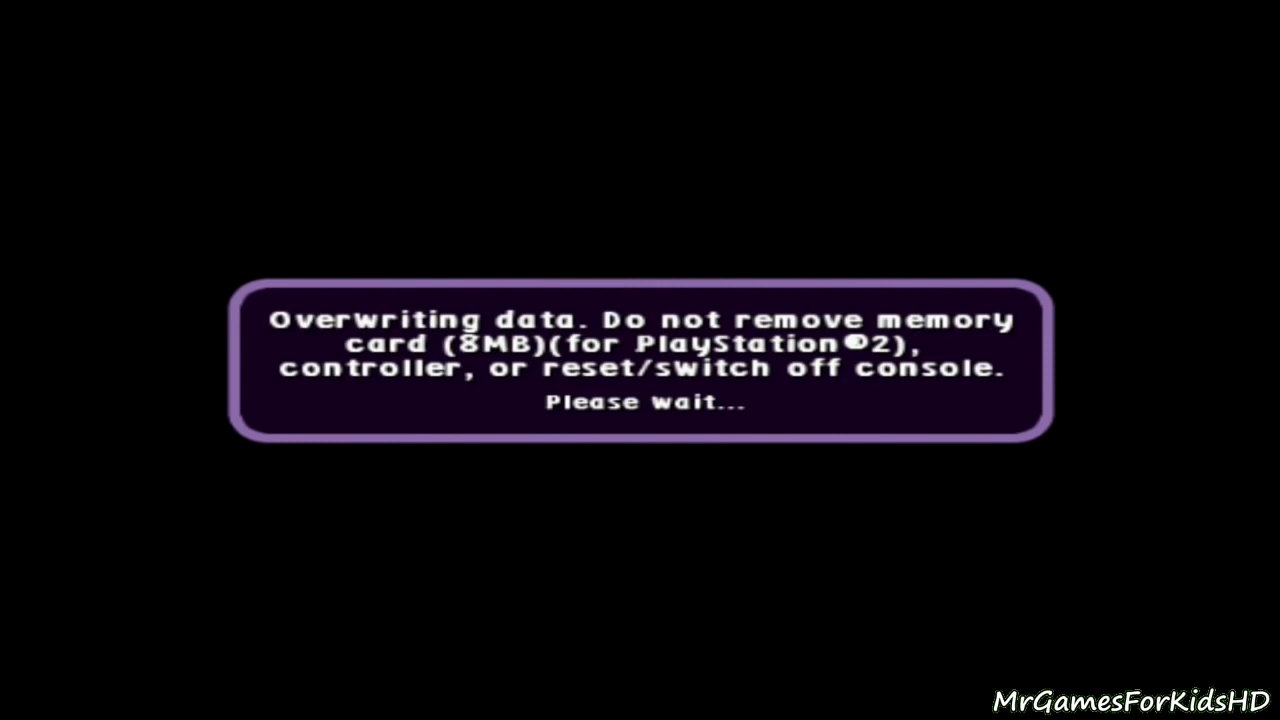 Overwriting data. Do not remove memory
card (8MB)(for PlayStation®2),
controller, or reset/switch off console.
Please wait...
MrGamesForKidsHD